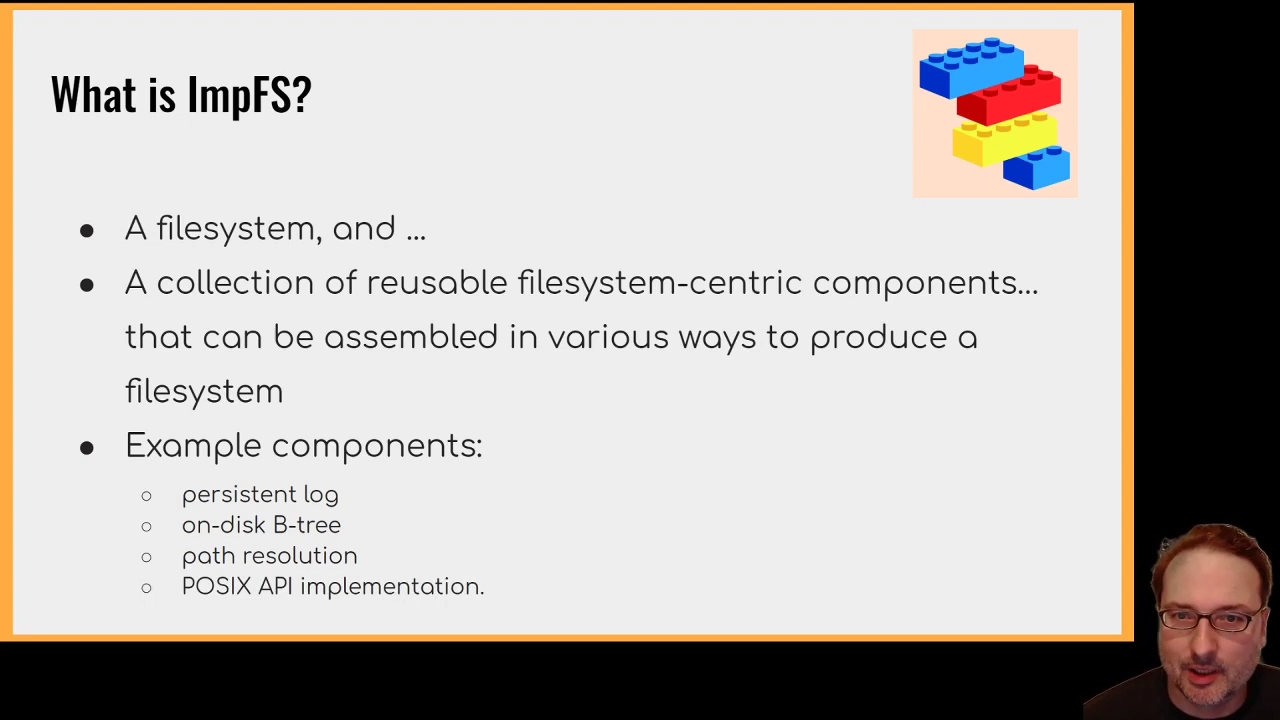 What is ImpFS?
● A filesystem, and ...
● A collection of reusable filesystem-centric components...
that can be assembled in various ways to produce a
filesystem
● Example components:
○ persistent log
○ on-disk B-tree
○ path resolution
○ POSIX API implementation.